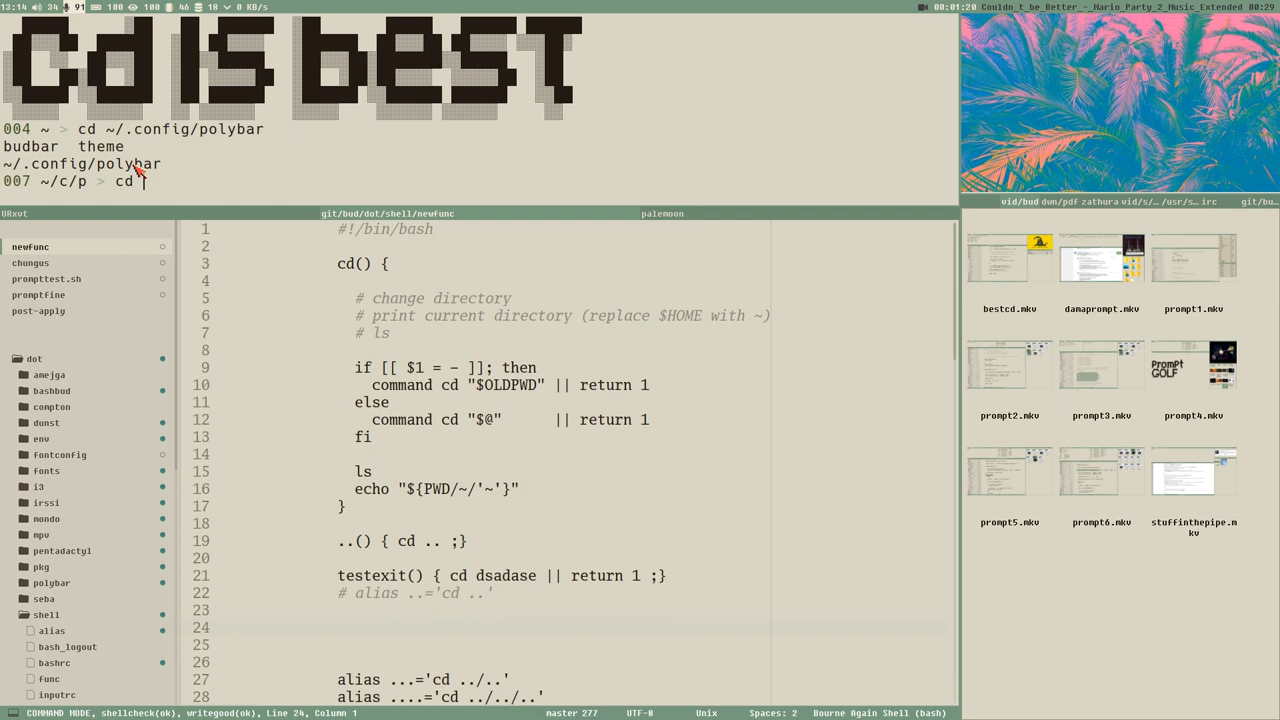 13:14 34 91 100 100 46 18 0 KB/s
00:01:20 Couldn_t_be_Better_-_Mario_Party_2_Music_Extended 00:29
Cd Is besT
004 ~ > cd ~/.config/polybar
budbar theme
~/.config/polybar
007 ~/c/p > cd
URxvt git/bud/dot/shell/newfunc palemoon
newfunc
chungus
prompttest.sh
promptfine
post-apply
dot
amejga
bashbud
compton
dunst
env
fontconfig
fonts
i3
irssi
mondo
mpv
pentadactyl
pkg
polybar
seba
shell
alias
bash_logout
bashrc
func
inputrc
1 #!/bin/bash
2
3 cd() {
4
5 # change directory
6 # print current directory (replace $HOME with ~)
7 # ls
8
9 if [[ $1 = - ]]; then
10 command cd "$OLDPWD" || return 1
11 else
12 command cd "$@" || return 1
13 fi
14
15 ls
16 echo "${PWD/~/'~'}"
17 }
18
19 ..() { cd .. ;}
20
21 testexit() { cd dsadase || return 1 ;}
22 # alias ..='cd ..'
23
24
25
26
27 alias ...='cd ../..'
28 alias ....='cd ../../..'
COMMAND MODE, shellcheck(ok), writegood(ok), Line 24, Column 1 master 277 UTF-8 Unix Spaces: 2 Bourne Again Shell (bash)
vid/bud dwn/pdf zathura vid/s/… /usr/s… irc git/bu…
bestcd.mkv damaprompt.mkv prompt1.mkv
prompt2.mkv prompt3.mkv prompt4.mkv
PromPt
GOLF
prompt5.mkv prompt6.mkv stuffinthepipe.m
kv